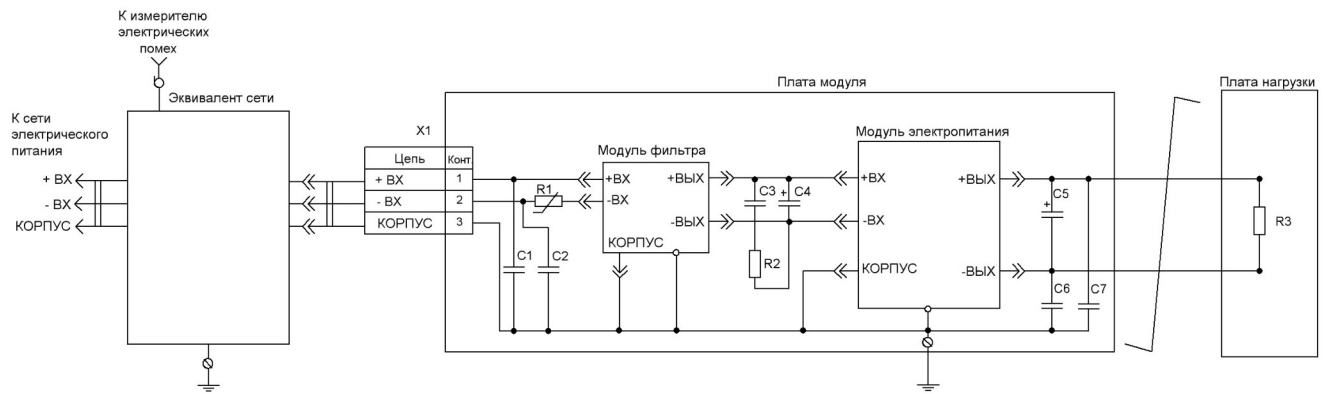 К измерителю
электрических
помех
Эквивалент сети
К сети
электрического
питания
+ ВХ
- ВХ
КОРПУС
X1
Цепь Конт.
+ ВХ 1
- ВХ 2
КОРПУС 3
Плата модуля
R1
C1
C2
Модуль фильтра
+ВХ
-ВХ
+ВЫХ
-ВЫХ
КОРПУС
C3
+
C4
R2
Модуль электропитания
+ВХ
-ВХ
КОРПУС
+ВЫХ
-ВЫХ
C5
+
C6
C7
Плата нагрузки
R3